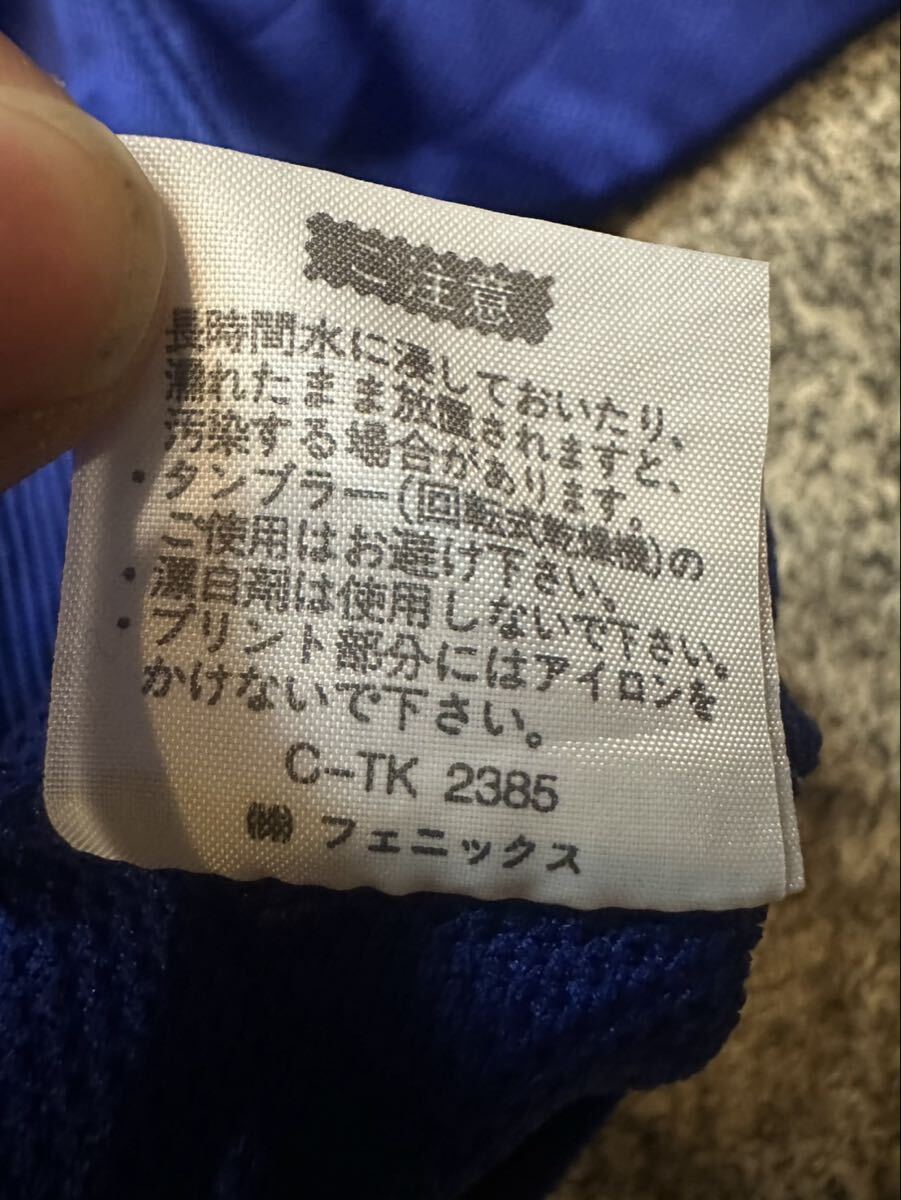 ご注意
長時間水に浸しておいたり、
濡れたまま放置されますと、
汚染する場合があります。
・タンブラー(回転式乾燥機)の
ご使用はお避け下さい。
・漂白剤は使用しないで下さい。
・プリント部分にはアイロンを
かけないで下さい。
C-TK 2385
㈱フェニックス